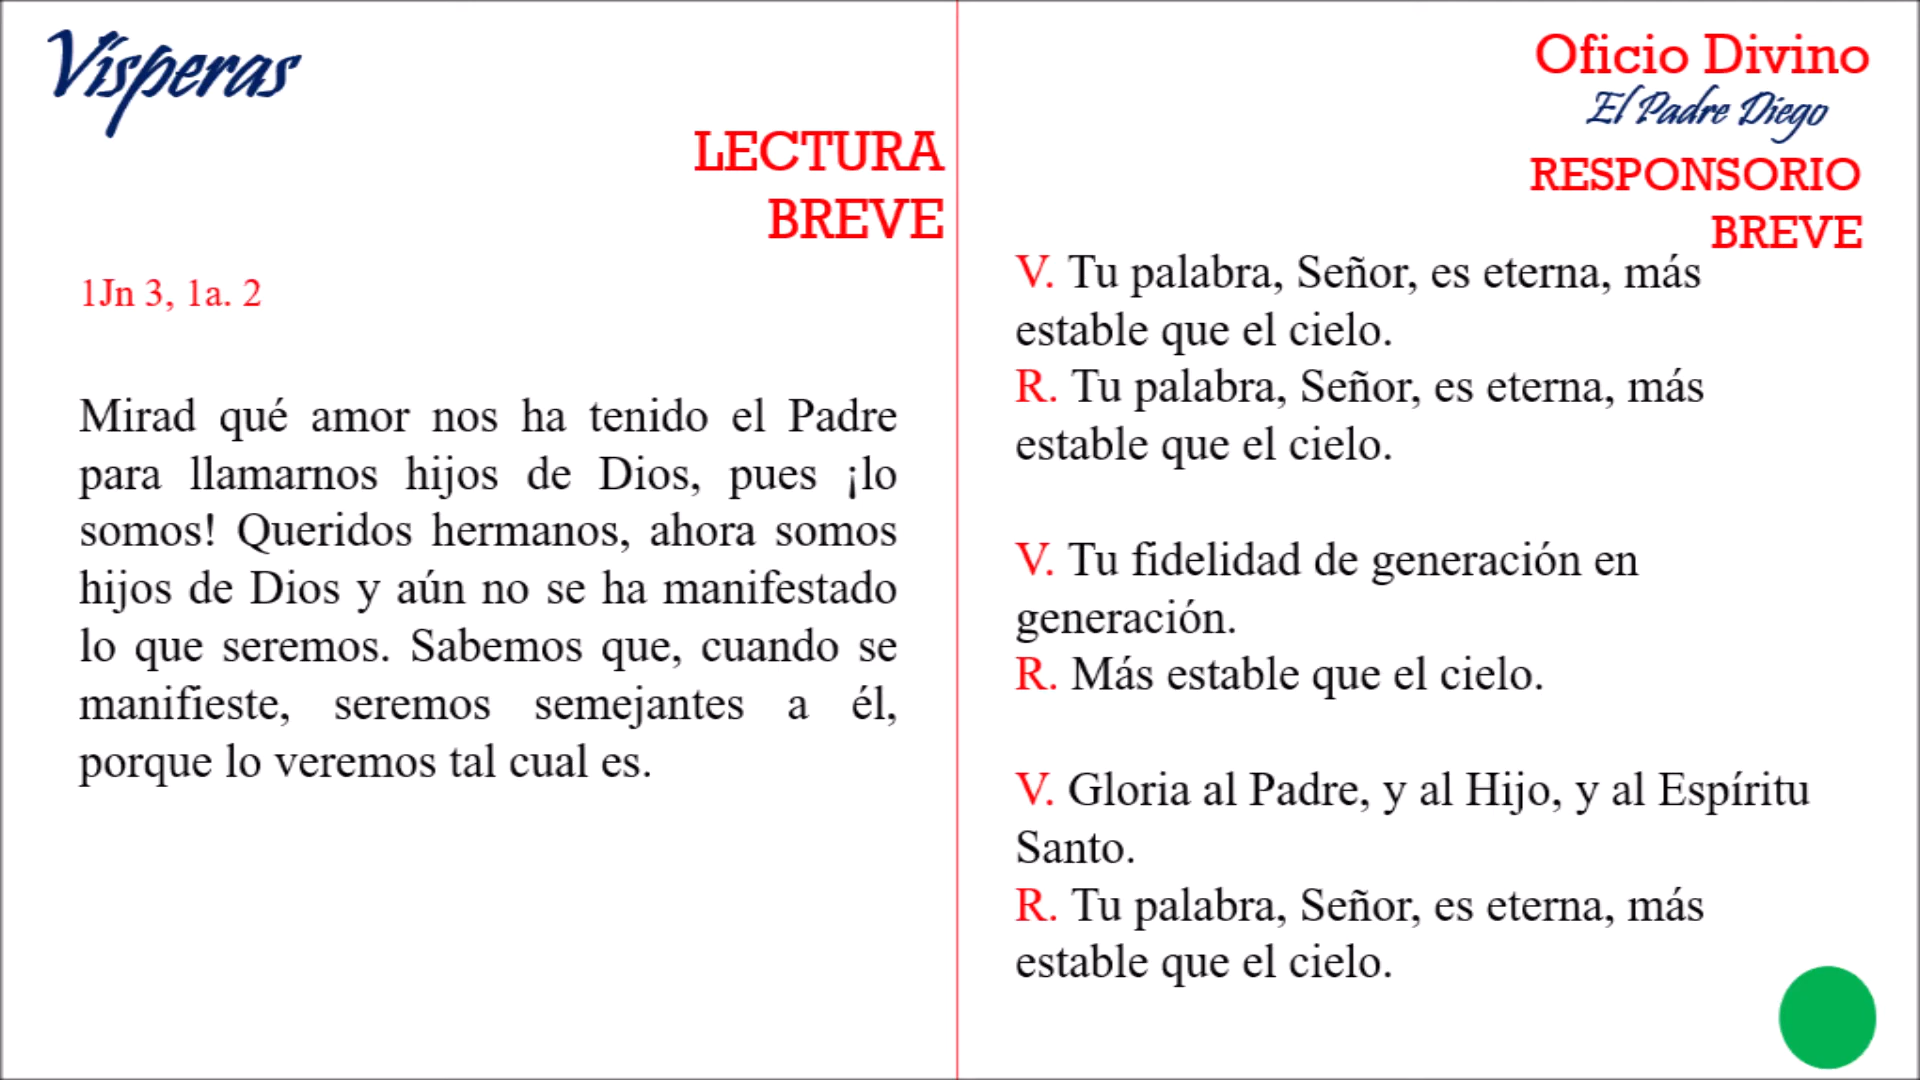 Vísperas
LECTURA
BREVE
1Jn 3, 1a. 2
Mirad qué amor nos ha tenido el Padre
para llamarnos hijos de Dios, pues ¡lo
somos! Queridos hermanos, ahora somos
hijos de Dios y aún no se ha manifestado
lo que seremos. Sabemos que, cuando se
manifieste, seremos semejantes a él,
porque lo veremos tal cual es.
Oficio Divino
El Padre Diego
RESPONSORIO
BREVE
V. Tu palabra, Señor, es eterna, más
estable que el cielo.
R. Tu palabra, Señor, es eterna, más
estable que el cielo.
V. Tu fidelidad de generación en
generación.
R. Más estable que el cielo.
V. Gloria al Padre, y al Hijo, y al Espíritu
Santo.
R. Tu palabra, Señor, es eterna, más
estable que el cielo.